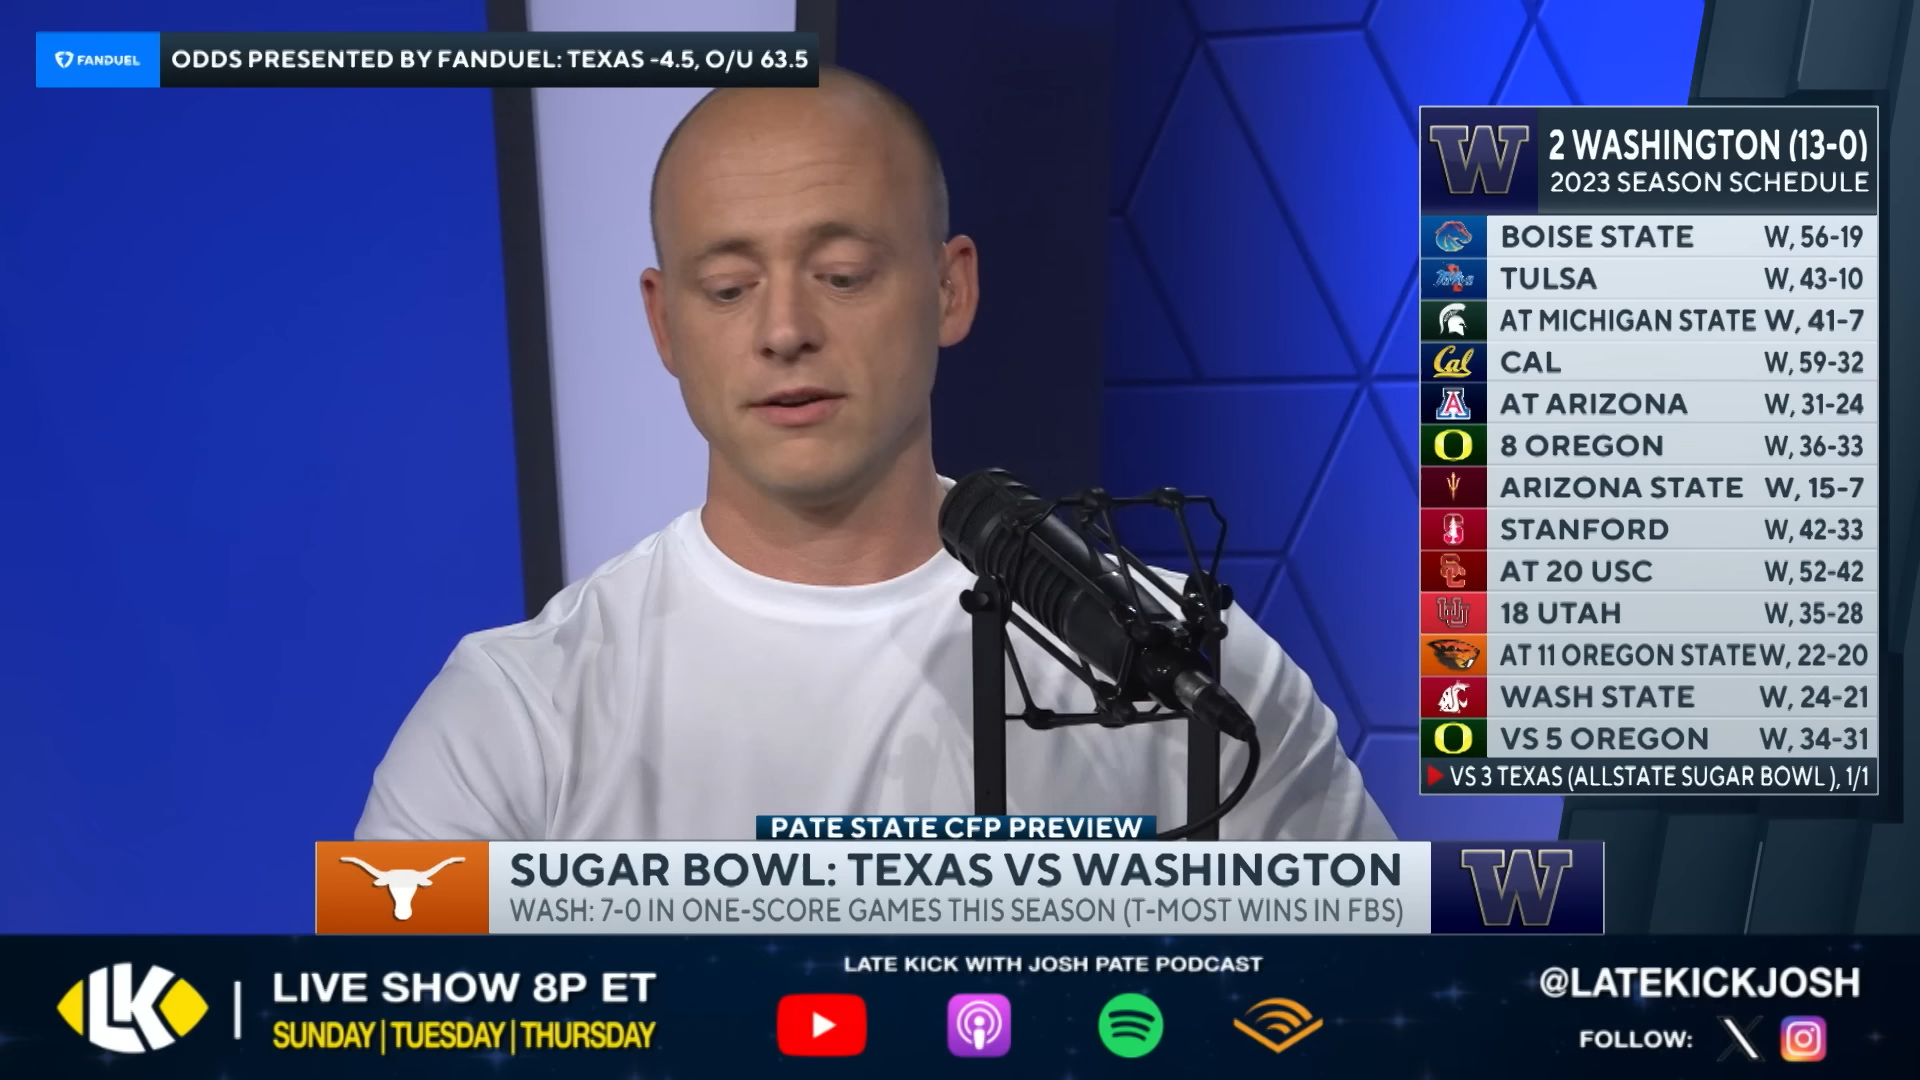 FANDUEL
ODDS PRESENTED BY FANDUEL: TEXAS -4.5, O/U 63.5
W
2 WASHINGTON (13-0)
2023 SEASON SCHEDULE
BOISE STATE W, 56-19
TULSA W, 43-10
AT MICHIGAN STATE W, 41-7
Cal CAL W, 59-32
A AT ARIZONA W, 31-24
O 8 OREGON W, 36-33
ARIZONA STATE W, 15-7
S STANFORD W, 42-33
SC AT 20 USC W, 52-42
U 18 UTAH W, 35-28
AT 11 OREGON STATE W, 22-20
WASH STATE W, 24-21
O VS 5 OREGON W, 34-31
VS 3 TEXAS (ALLSTATE SUGAR BOWL ), 1/1
PATE STATE CFP PREVIEW
SUGAR BOWL: TEXAS VS WASHINGTON
WASH: 7-0 IN ONE-SCORE GAMES THIS SEASON (T-MOST WINS IN FBS)
W
LK
LIVE SHOW 8P ET
SUNDAY | TUESDAY | THURSDAY
LATE KICK WITH JOSH PATE PODCAST
@LATEKICKJOSH
FOLLOW: X